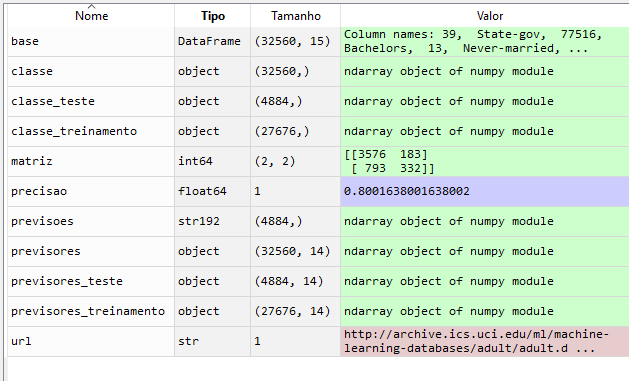 Nome Tipo Tamanho Valor
base DataFrame (32560, 15) Column names: 39, State-gov, 77516,
Bachelors, 13, Never-married, ...
classe object (32560,) ndarray object of numpy module
classe_teste object (4884,) ndarray object of numpy module
classe_treinamento object (27676,) ndarray object of numpy module
matriz int64 (2, 2) [[3576 183]
[ 793 332]]
precisao float64 1 0.8001638001638002
previsoes str192 (4884,) ndarray object of numpy module
previsores object (32560, 14) ndarray object of numpy module
previsores_teste object (4884, 14) ndarray object of numpy module
previsores_treinamento object (27676, 14) ndarray object of numpy module
url str 1 http://archive.ics.uci.edu/ml/machine-
learning-databases/adult/adult.d ...